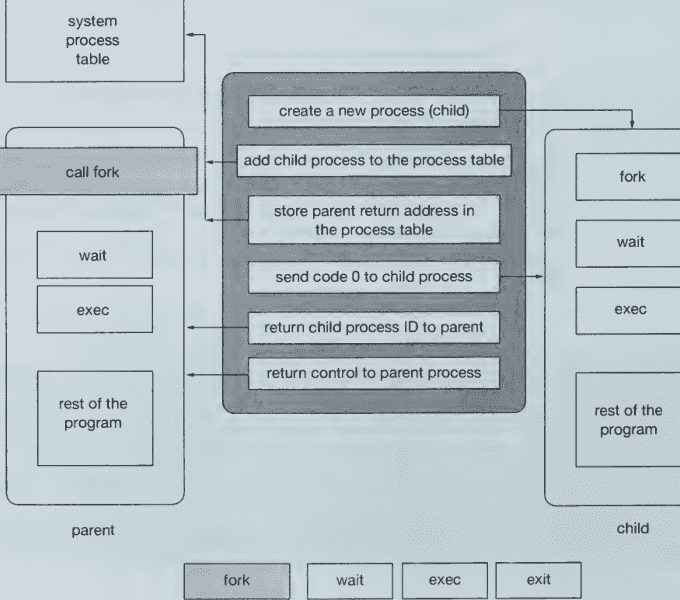 system
process
table
call fork
wait
exec
rest of the
program
parent
create a new process (child)
add child process to the process table
store parent return address in
the process table
send code 0 to child process
return child process ID to parent
return control to parent process
fork
wait
exec
rest of the
program
child
fork
wait
exec
exit